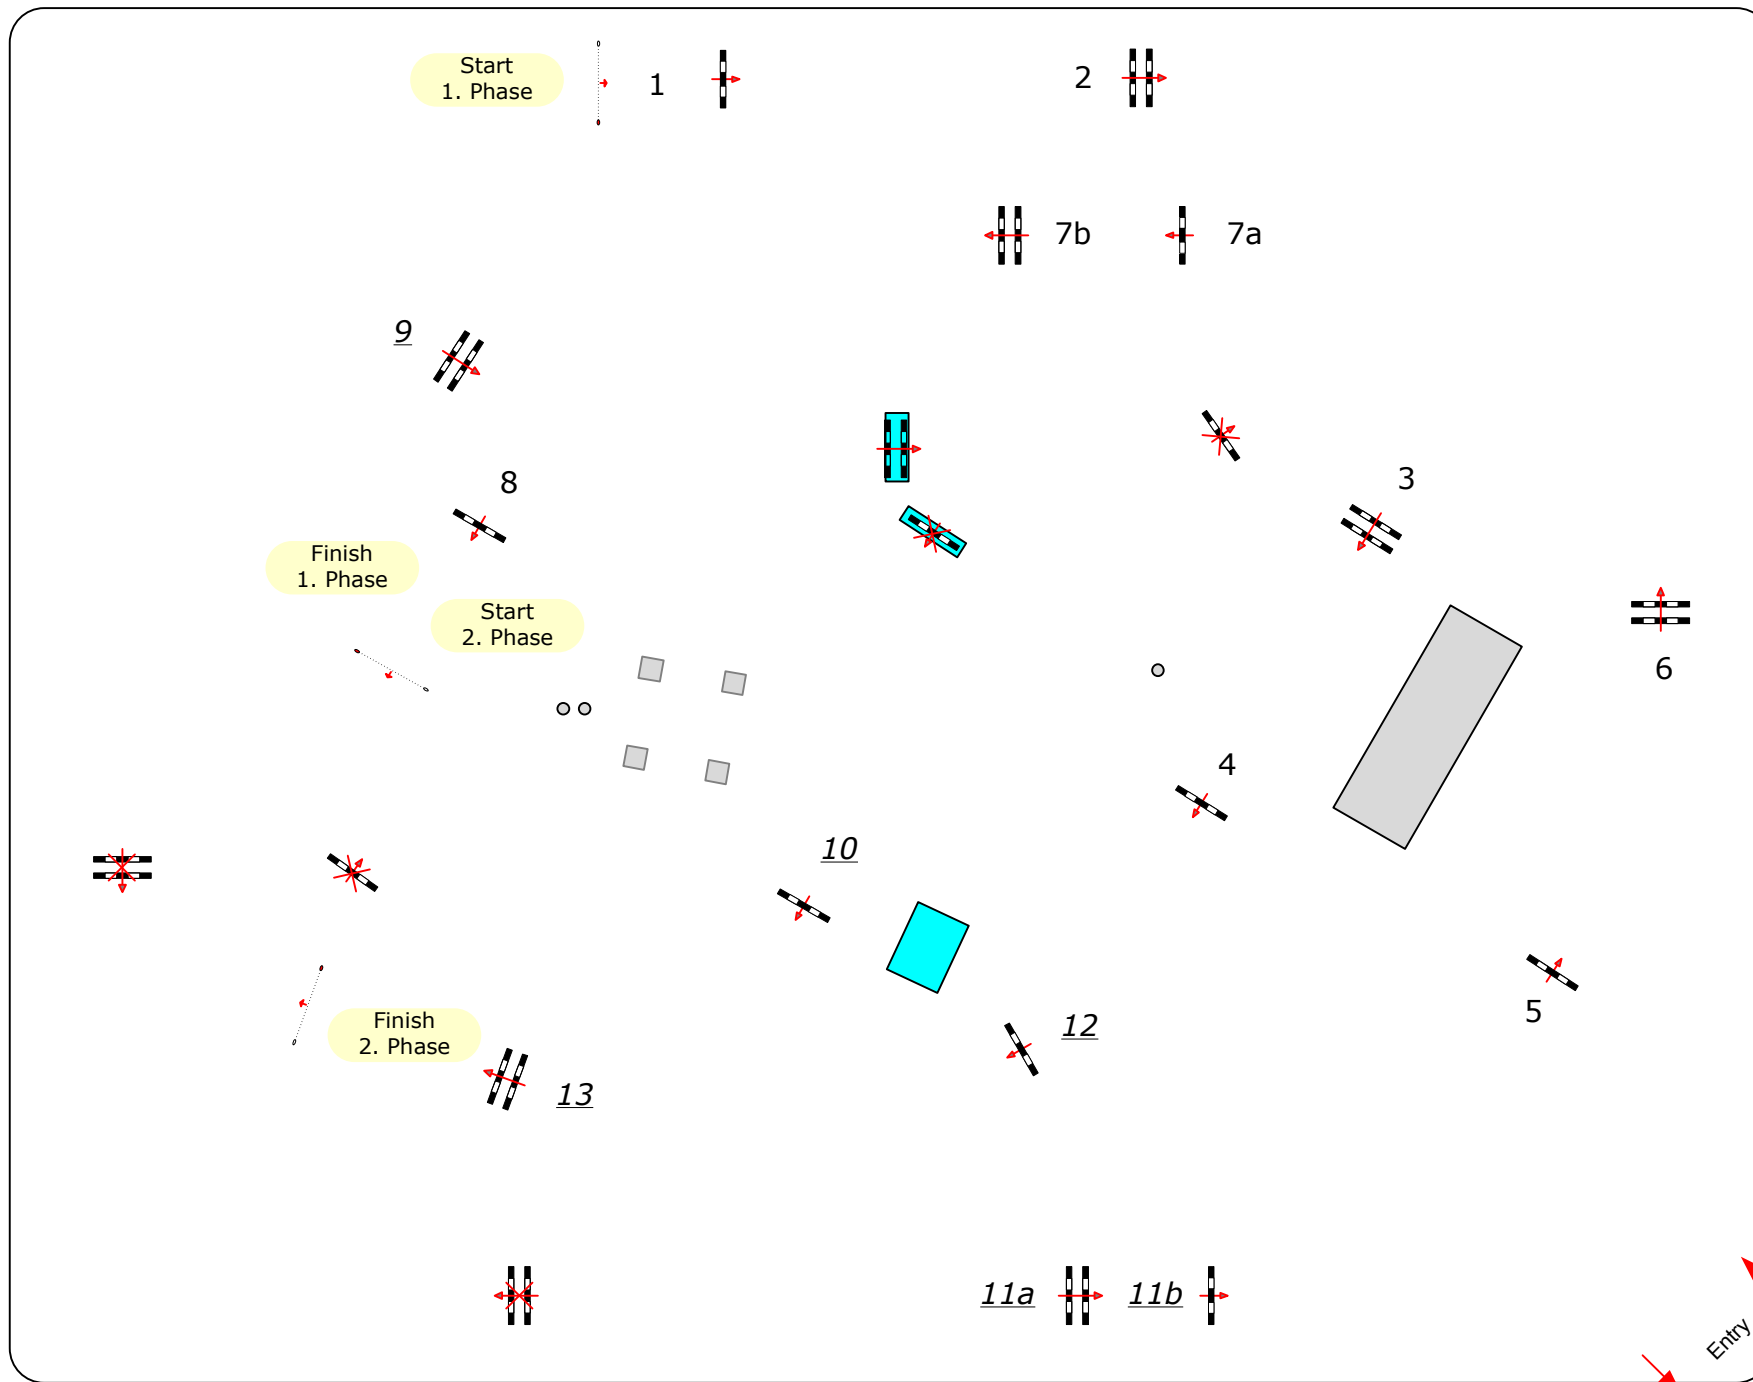 Start
1. Phase
1
2
7b
7a
9
8
3
Finish
1. Phase
Start
2. Phase
6
4
10
5
12
Finish
2. Phase
13
11a
11b
Entry